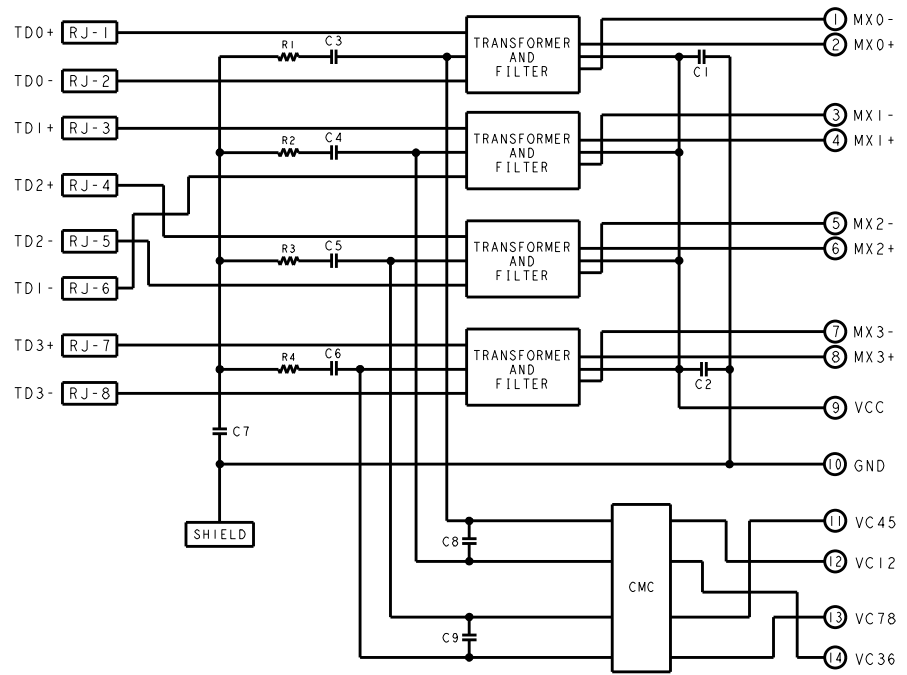 TD0+ RJ-1
TD0- RJ-2
TD1+ RJ-3
TD2+ RJ-4
TD2- RJ-5
TD1- RJ-6
TD3+ RJ-7
TD3- RJ-8
R1 C3
R2 C4
R3 C5
R4 C6
C7
SHIELD
TRANSFORMER
AND
FILTER
TRANSFORMER
AND
FILTER
TRANSFORMER
AND
FILTER
TRANSFORMER
AND
FILTER
C1
C2
C8
C9
CMC
1 MX0-
2 MX0+
3 MX1-
4 MX1+
5 MX2-
6 MX2+
7 MX3-
8 MX3+
9 VCC
10 GND
11 VC45
12 VC12
13 VC78
14 VC36